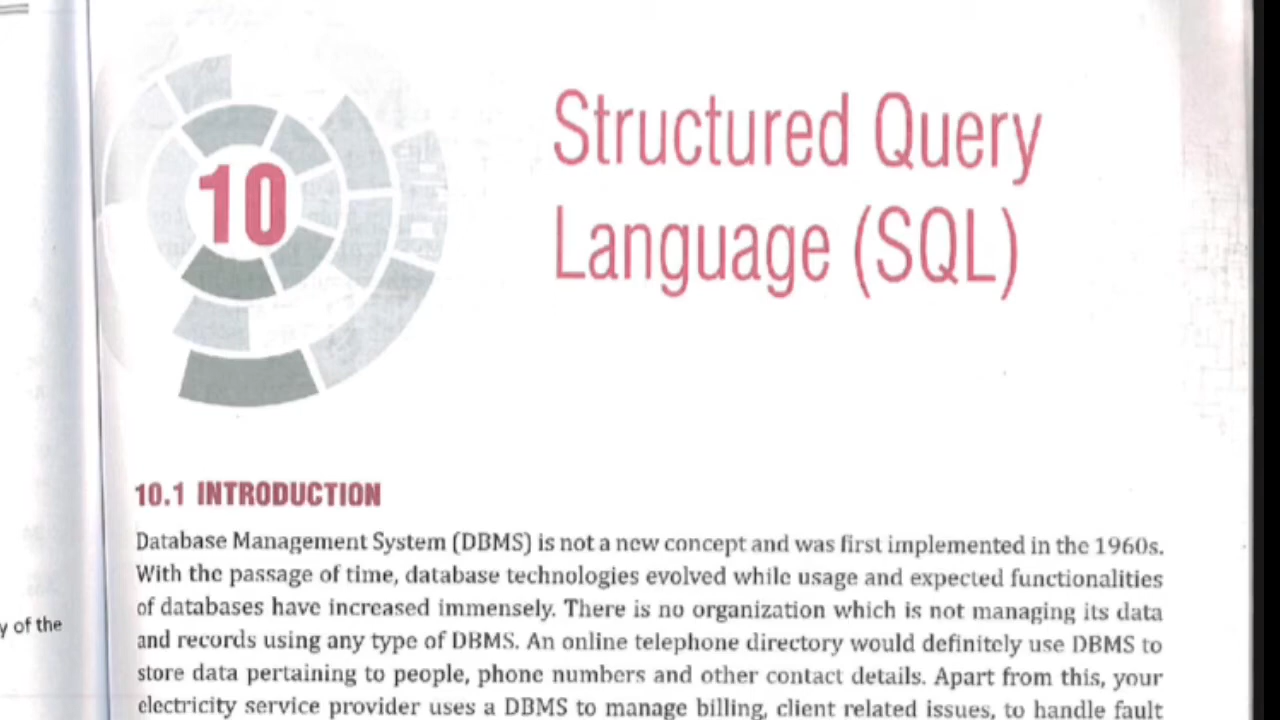 10
Structured Query
Language (SQL)
10.1 INTRODUCTION
Database Management System (DBMS) is not a new concept and was first implemented in the 1960s.
With the passage of time, database technologies evolved while usage and expected functionalities
of databases have increased immensely. There is no organization which is not managing its data
and records using any type of DBMS. An online telephone directory would definitely use DBMS to
store data pertaining to people, phone numbers and other contact details. Apart from this, your
electricity service provider uses a DBMS to manage billing, client related issues, to handle fault
y of the